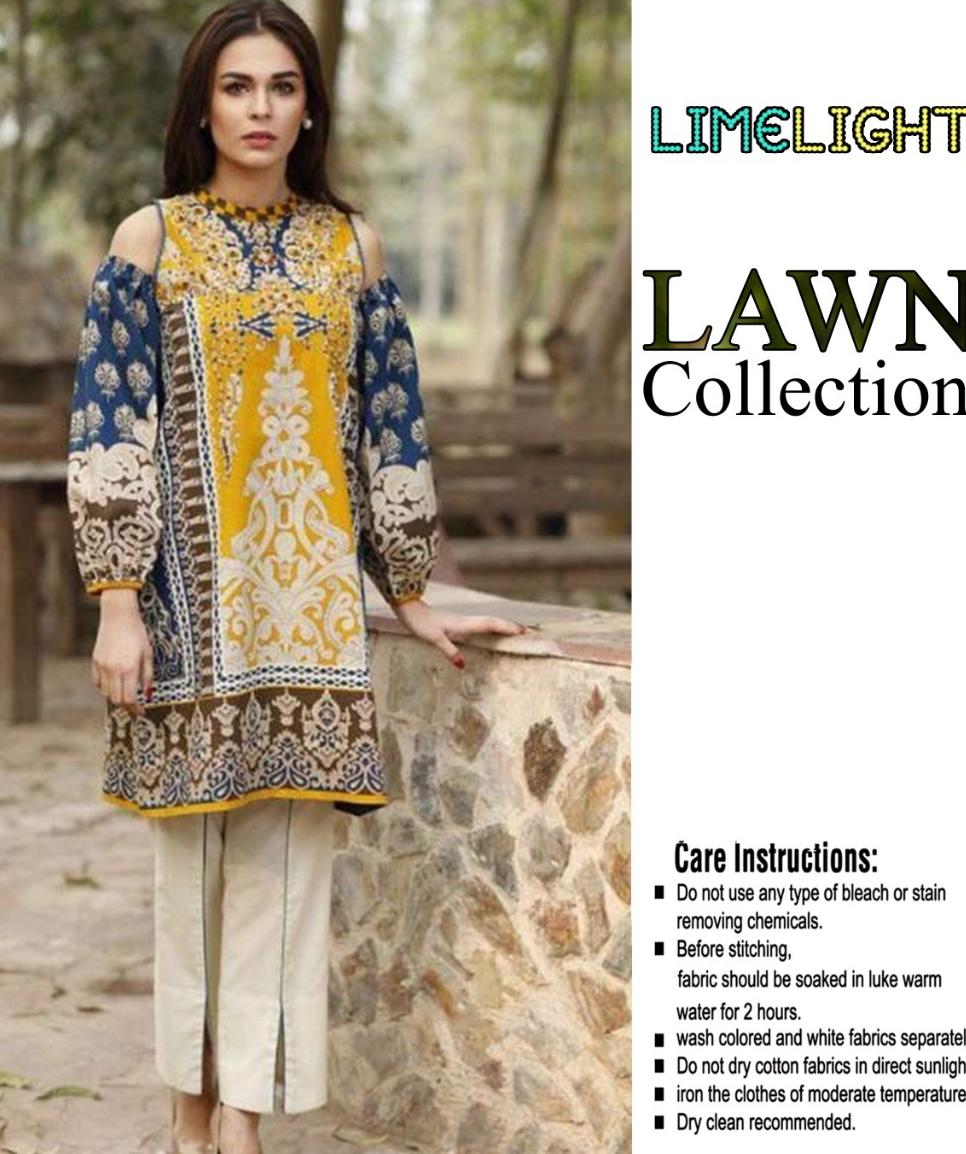 LIMELIGHT
LAWN
Collection
Care Instructions:
■ Do not use any type of bleach or stain
removing chemicals.
■ Before stitching,
fabric should be soaked in luke warm
water for 2 hours.
■ wash colored and white fabrics separatel
■ Do not dry cotton fabrics in direct sunligh
■ iron the clothes of moderate temperature
■ Dry clean recommended.